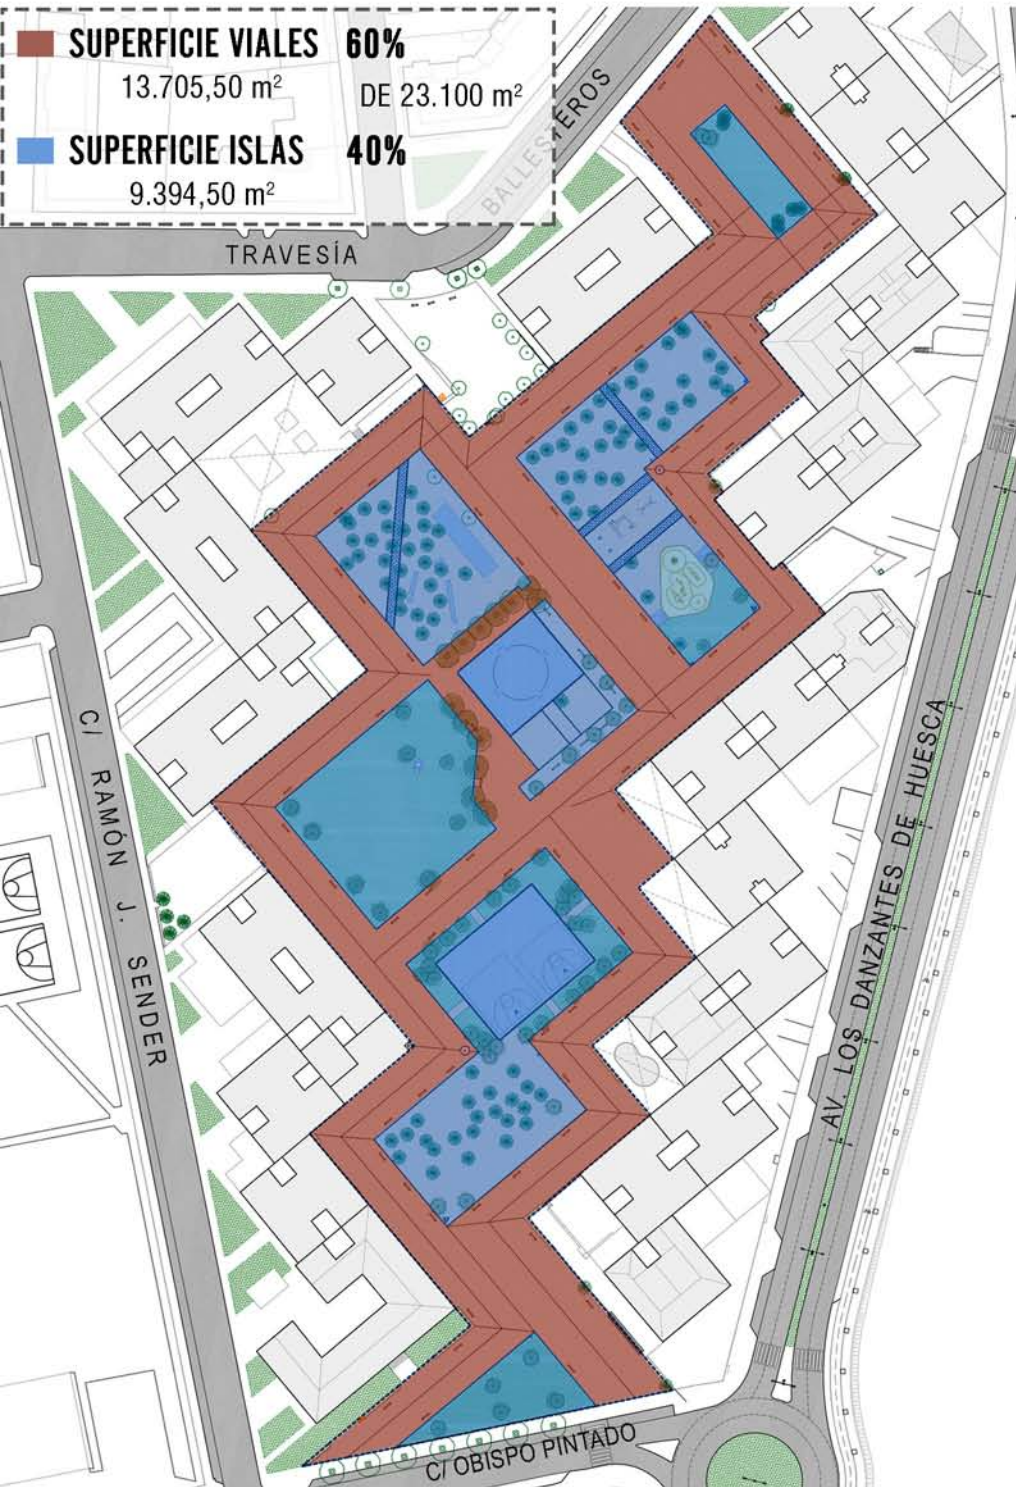 SUPERFICIE VIALES 60%
13.705,50 m² DE 23.100 m²
SUPERFICIE ISLAS 40%
9.394,50 m²
BALLESTEROS
TRAVESÍA
C/ RAMÓN J. SENDER
AV. LOS DANZANTES DE HUESCA
C/ OBISPO PINTADO